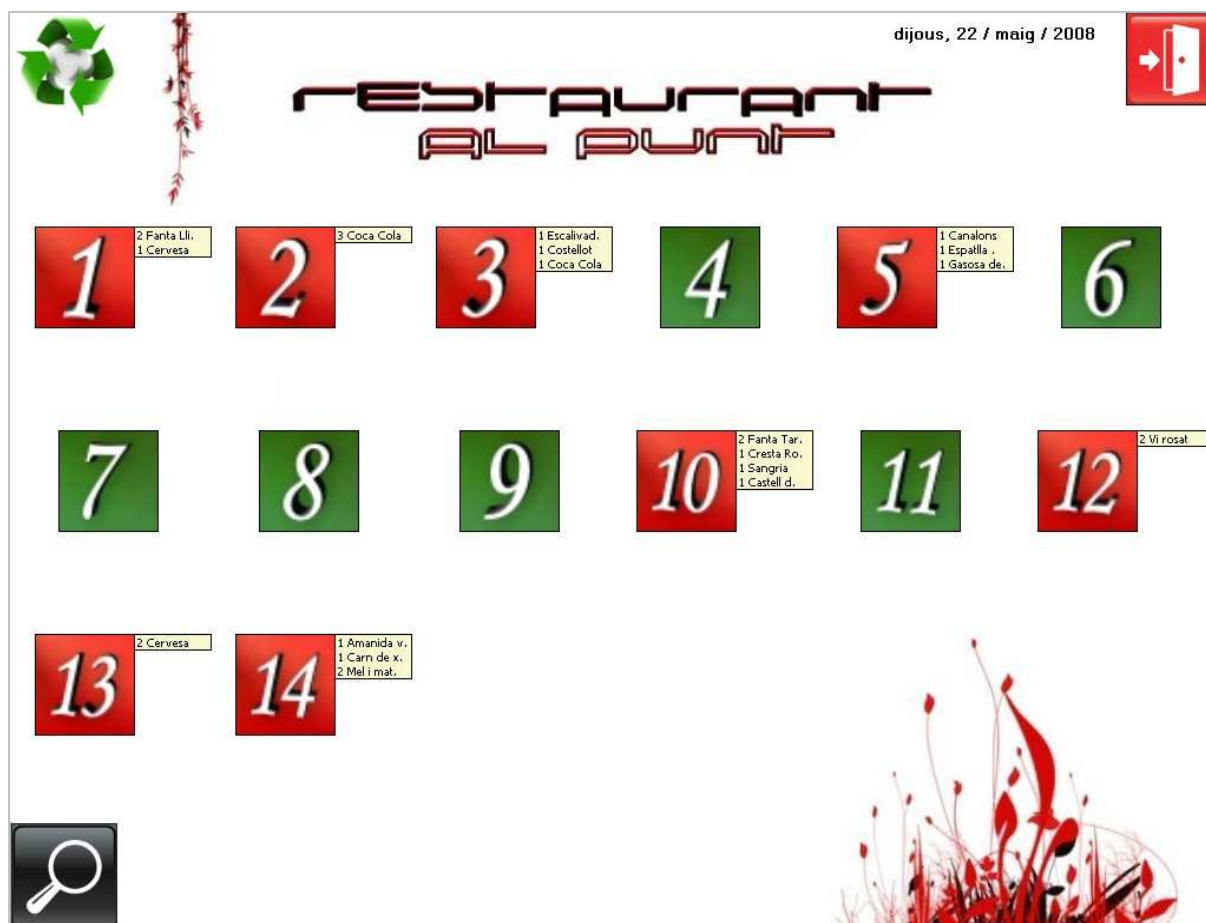 dijous, 22 / maig / 2008
restaurant
AL punt
1
2 Fanta Lli.
1 Cervesa
2
3 Coca Cola
3
1 Escalivad.
1 Costellot
1 Coca Cola
4
5
1 Canalons
1 Espatlla .
1 Gasosa de.
6
7
8
9
10
2 Fanta Tar.
1 Cresta Ro.
1 Sangria
1 Castell d.
11
12
2 Vi rosat
13
2 Cervesa
14
1 Amanida v.
1 Carn de x.
2 Mel i mat.